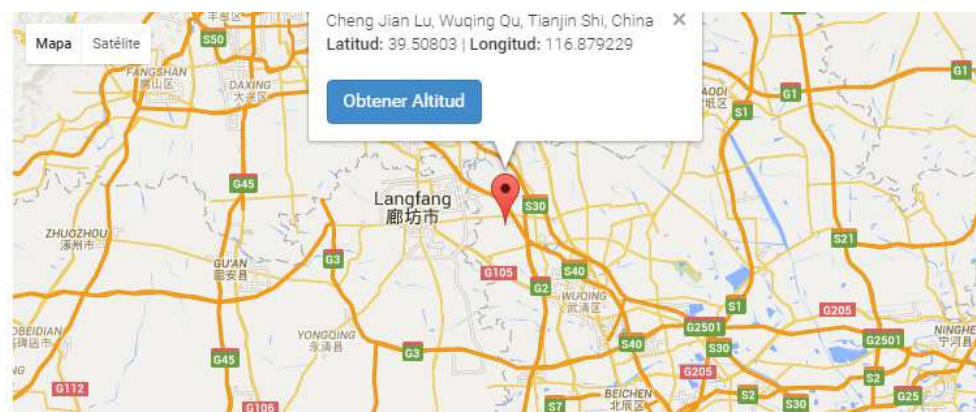 Cheng Jian Lu, Wuqing Qu, Tianjin Shi, China
×
Latitud: 39.50803 | Longitud: 116.879229
Obtener Altitud
Mapa
Satélite
S50
FANGSHAN
房山区
DAXING
大兴区
G1
G1
S1
G45
Langfang
廊坊市
S30
ZHUOZHOU
涿州市
GU'AN
固安县
G3
S21
G105
S40
G2
WUQING
武清区
S1
G205
YONGQING
永清县
G2501
NINGHE
宁河县
G2501
S40
S30
G3
G45
G112
G205
S2
S2
BEICHEN
北辰区
G105
S7
S30
G25